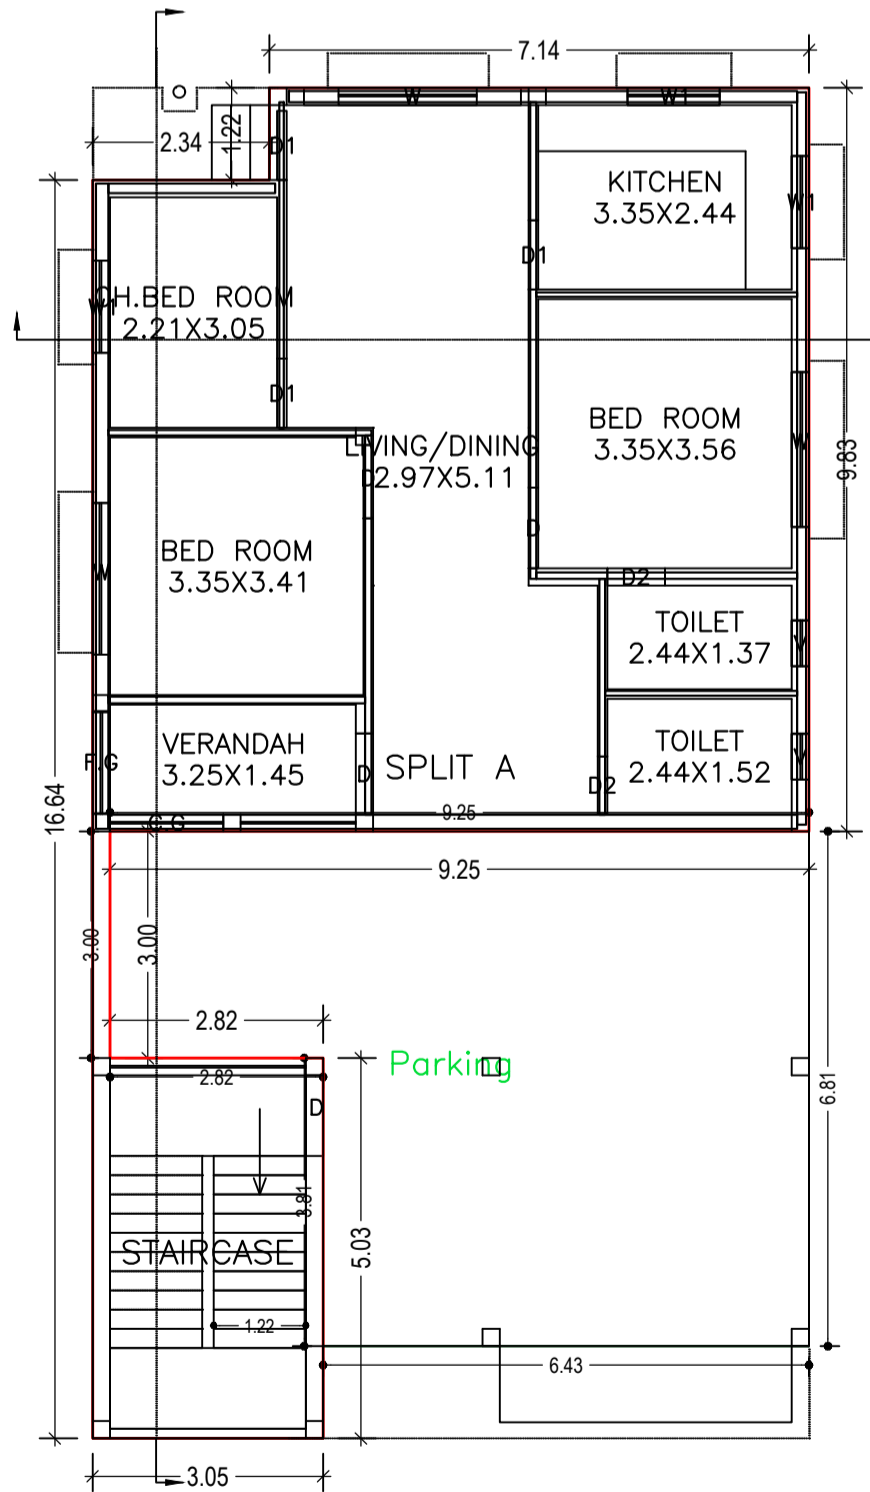 7.14
W
W1
2.34
1.22
D1
KITCHEN
3.35X2.44
W1
D1
CH.BED ROOM
2.21X3.05
W1
D1
BED ROOM
3.35X3.56
W
9.83
LIVING/DINING
2.97X5.11
D
D
BED ROOM
3.35X3.41
W
D2
TOILET
2.44X1.37
V
VERANDAH
3.25X1.45
F.G
D
SPLIT A
TOILET
2.44X1.52
V
D2
16.64
C.G
9.25
9.25
3.00
3.00
2.82
Parking
2.82
6.81
D
3.81
5.03
STAIRCASE
1.22
6.43
3.05